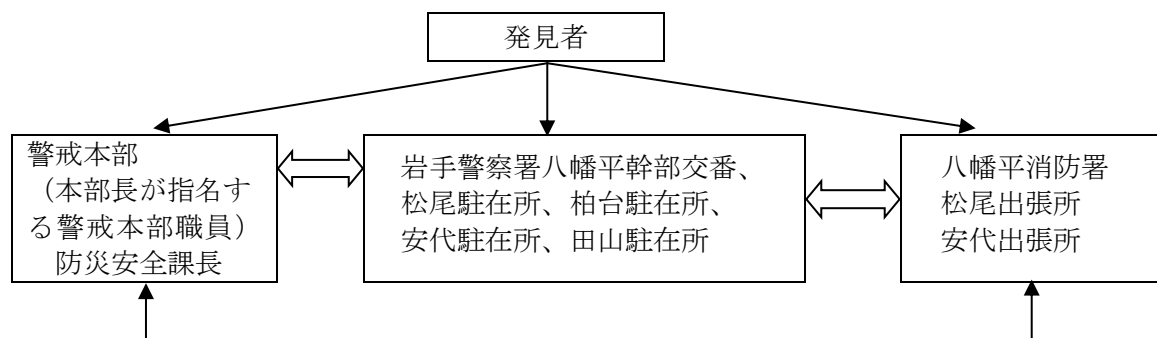 発見者
警戒本部
（本部長が指名す
る警戒本部職員）
防災安全課長
岩手警察署八幡平幹部交番、
松尾駐在所、柏台駐在所、
安代駐在所、田山駐在所
八幡平消防署
松尾出張所
安代出張所